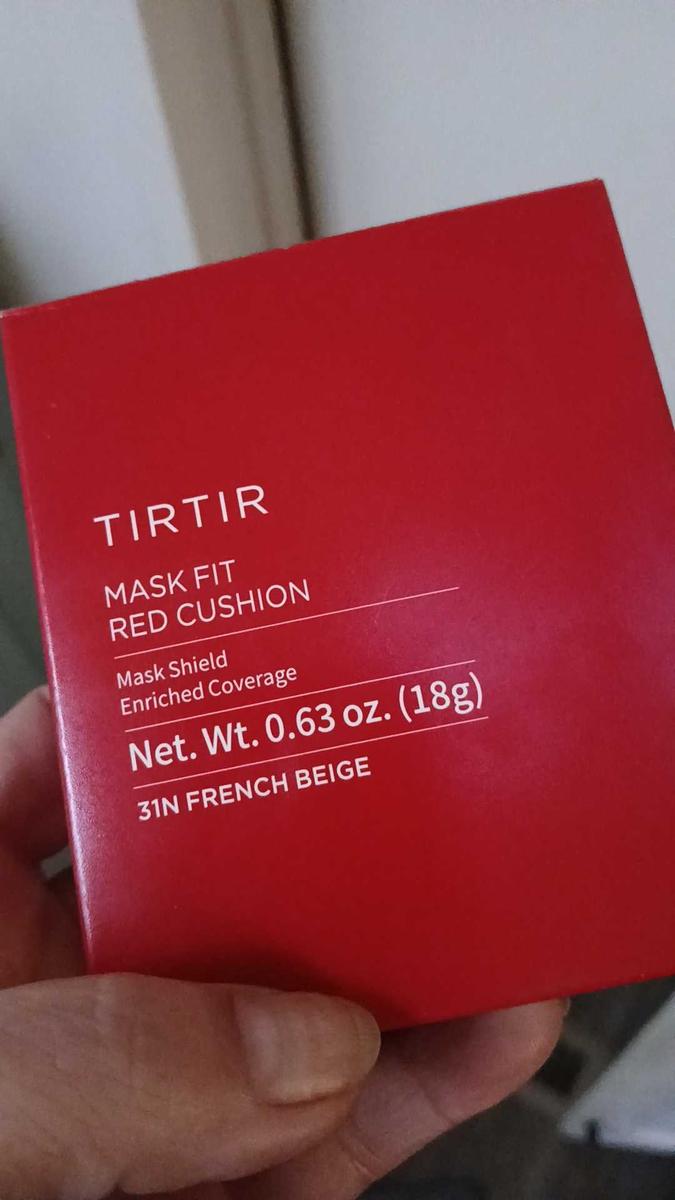 TIRTIR
MASK FIT
RED CUSHION
Mask Shield
Enriched Coverage
Net. Wt. 0.63 oz. (18g)
31N FRENCH BEIGE